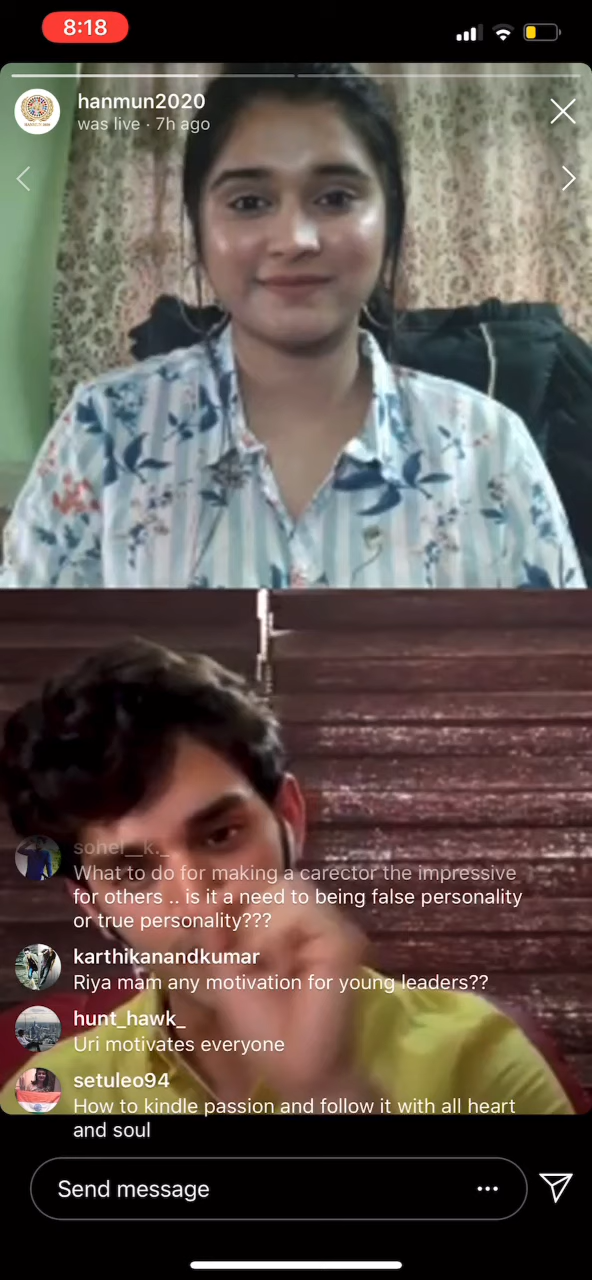 8:18
hanmun2020
was live · 7h ago
sohel__k._
What to do for making a carector the impressive
for others .. is it a need to being false personality
or true personality???
karthikanandkumar
Riya mam any motivation for young leaders??
hunt_hawk_
Uri motivates everyone
setuleo94
How to kindle passion and follow it with all heart
and soul
Send message